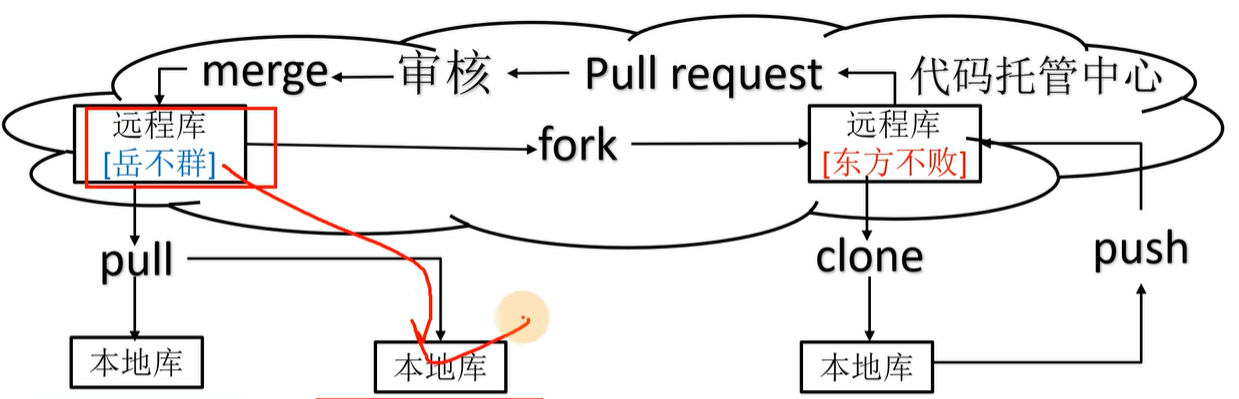 merge
审核
Pull request
代码托管中心
远程库
[岳不群]
fork
远程库
[东方不败]
pull
clone
push
本地库
本地库
本地库